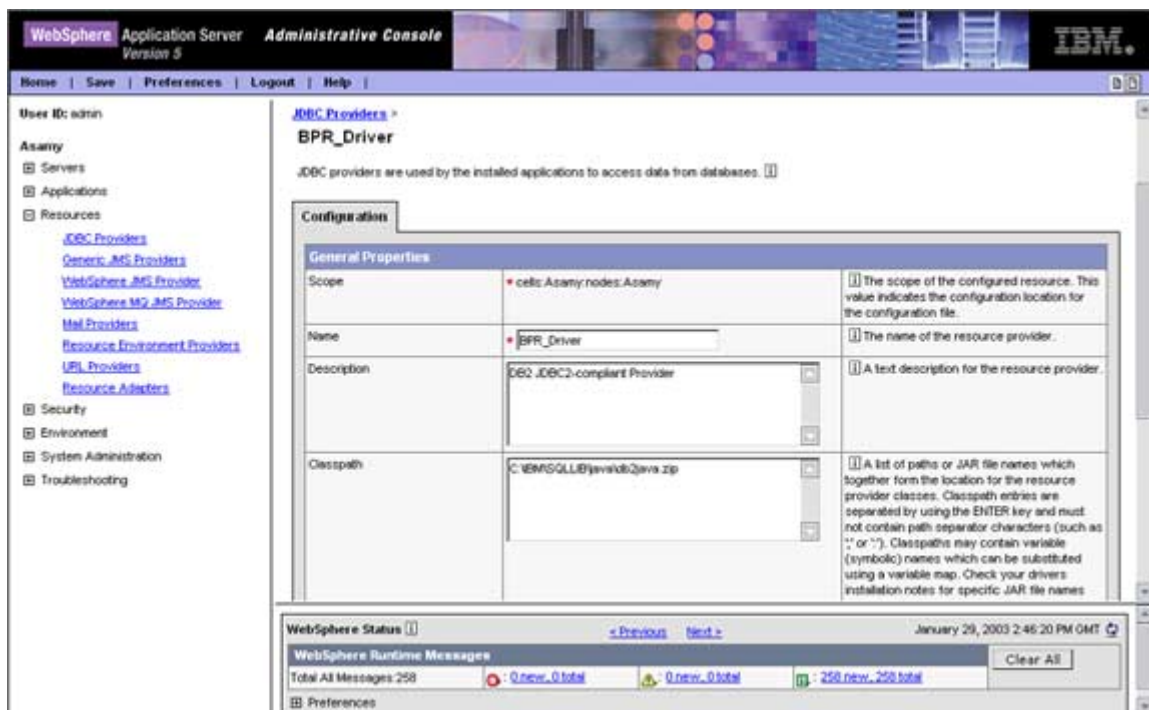 WebSphere Application Server Administrative Console
Version 5
IBM.
Home | Save | Preferences | Logout | Help |
User ID: admin
Asamy
Servers
Applications
Resources
JDBC Providers
Generic JMS Providers
WebSphere JMS Provider
WebSphere MQ JMS Provider
Mail Providers
Resource Environment Providers
URL Providers
Resource Adapters
Security
Environment
System Administration
Troubleshooting
JDBC Providers >
BPR_Driver
JDBC providers are used by the installed applications to access data from databases. i
Configuration
General Properties
Scope
* cells:Asamy:nodes:Asamy
i The scope of the configured resource. This
value indicates the configuration location for
the configuration file.
Name
* BPR_Driver
i The name of the resource provider.
Description
DB2 JDBC2-compliant Provider
i A text description for the resource provider.
Classpath
C:\IBM\SQLLIB\java\db2java.zip
i A list of paths or JAR file names which
together form the location for the resource
provider classes. Classpath entries are
separated by using the ENTER key and must
not contain path separator characters (such as
';' or ':'). Classpaths may contain variable
(symbolic) names which can be substituted
using a variable map. Check your drivers
installation notes for specific JAR file names
WebSphere Status i
< Previous Next >
January 29, 2003 2:46:20 PM GMT
WebSphere Runtime Messages
Clear All
Total All Messages:258
: 0 new, 0 total
: 0 new, 0 total
: 258 new, 258 total
Preferences